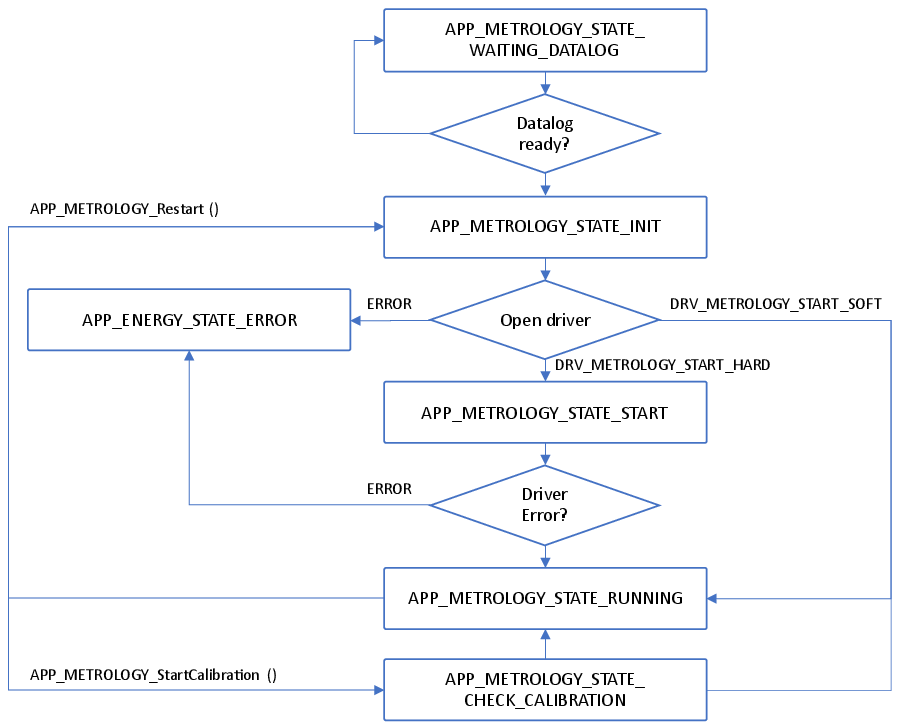 APP_METROLOGY_STATE_
WAITING_DATALOG
Datalog
ready?
APP_METROLOGY_Restart ()
APP_METROLOGY_STATE_INIT
ERROR
DRV_METROLOGY_START_SOFT
APP_ENERGY_STATE_ERROR
Open driver
DRV_METROLOGY_START_HARD
APP_METROLOGY_STATE_START
ERROR
Driver
Error?
APP_METROLOGY_STATE_RUNNING
APP_METROLOGY_StartCalibration ()
APP_METROLOGY_STATE_
CHECK_CALIBRATION